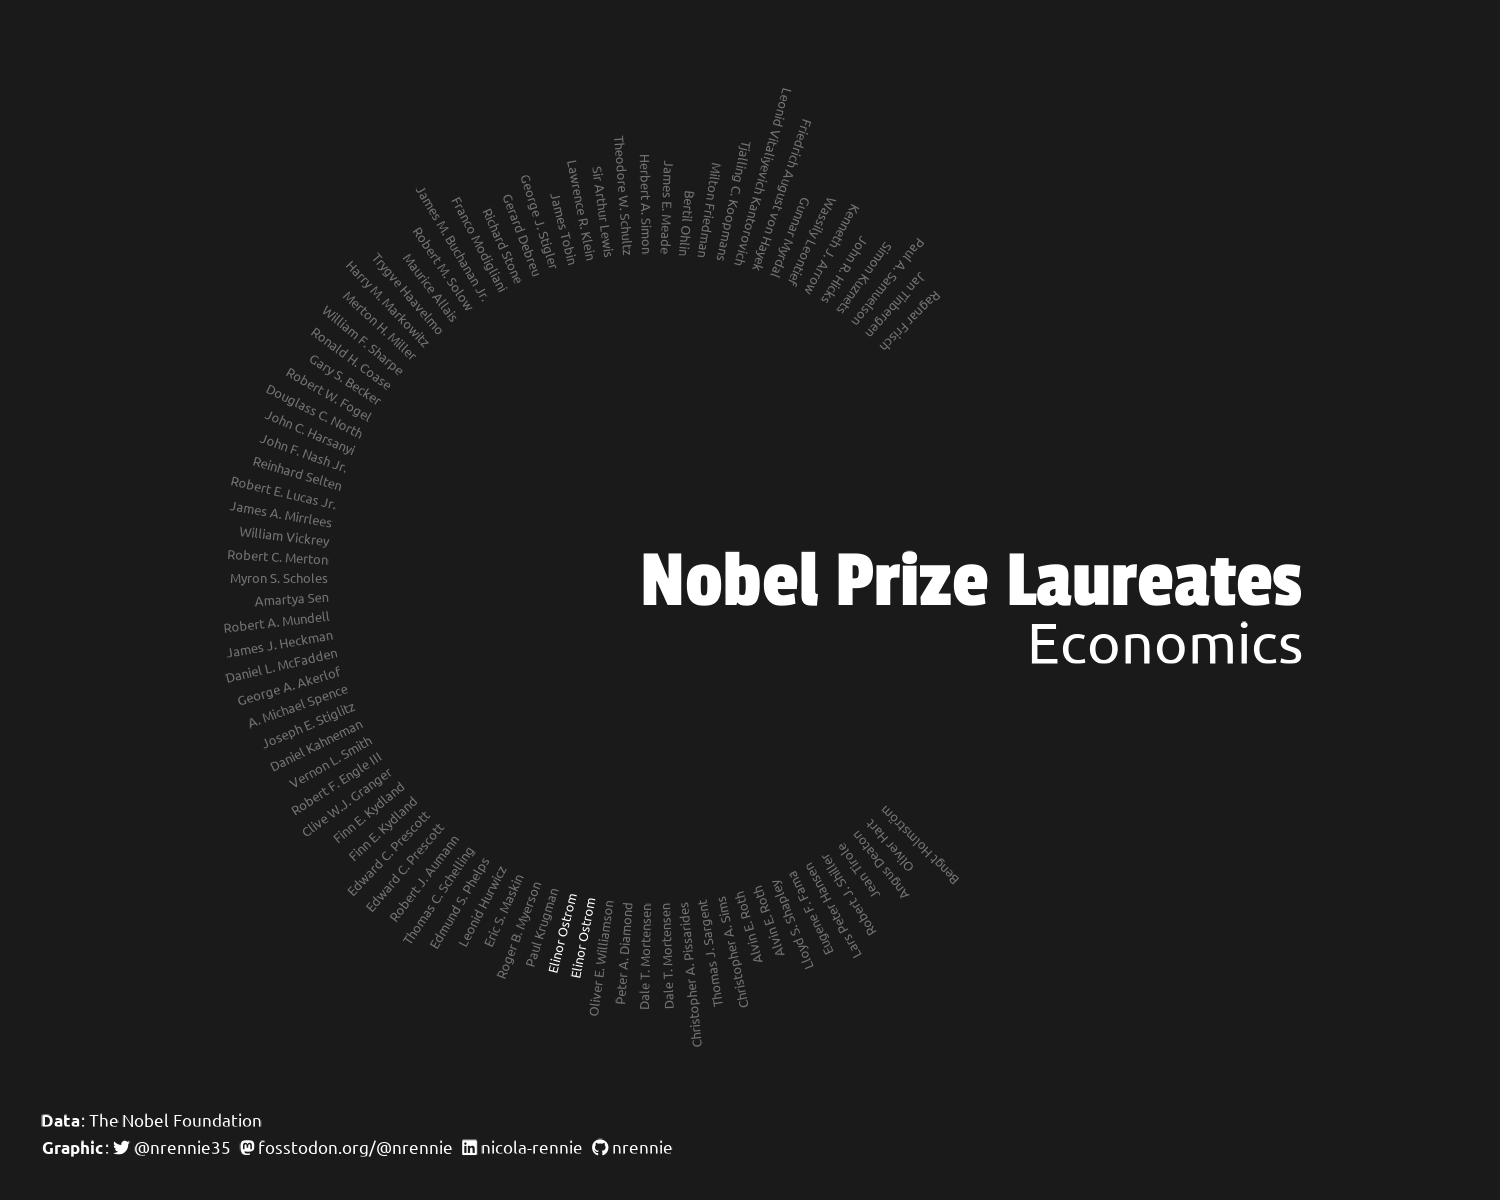 Ragnar Frisch
Jan Tinbergen
Paul A. Samuelson
Simon Kuznets
John R. Hicks
Kenneth J. Arrow
Wassily Leontief
Gunnar Myrdal
Friedrich August von Hayek
Leonid Vitaliyevich Kantorovich
Tjalling C. Koopmans
Milton Friedman
Bertil Ohlin
James E. Meade
Herbert A. Simon
Theodore W. Schultz
Sir Arthur Lewis
Lawrence R. Klein
James Tobin
George J. Stigler
Gerard Debreu
Richard Stone
Franco Modigliani
James M. Buchanan Jr.
Robert M. Solow
Maurice Allais
Trygve Haavelmo
Harry M. Markowitz
Merton H. Miller
William F. Sharpe
Ronald H. Coase
Gary S. Becker
Robert W. Fogel
Douglass C. North
John C. Harsanyi
John F. Nash Jr.
Reinhard Selten
Robert E. Lucas Jr.
James A. Mirrlees
William Vickrey
Robert C. Merton
Myron S. Scholes
Amartya Sen
Robert A. Mundell
James J. Heckman
Daniel L. McFadden
George A. Akerlof
A. Michael Spence
Joseph E. Stiglitz
Daniel Kahneman
Vernon L. Smith
Robert F. Engle III
Clive W.J. Granger
Finn E. Kydland
Finn E. Kydland
Edward C. Prescott
Edward C. Prescott
Robert J. Aumann
Thomas C. Schelling
Edmund S. Phelps
Leonid Hurwicz
Eric S. Maskin
Roger B. Myerson
Paul Krugman
Elinor Ostrom
Elinor Ostrom
Oliver E. Williamson
Peter A. Diamond
Dale T. Mortensen
Dale T. Mortensen
Christopher A. Pissarides
Thomas J. Sargent
Christopher A. Sims
Alvin E. Roth
Alvin E. Roth
Lloyd S. Shapley
Eugene F. Fama
Lars Peter Hansen
Robert J. Shiller
Jean Tirole
Angus Deaton
Oliver Hart
Bengt Holmström
Nobel Prize Laureates
Economics
Data: The Nobel Foundation
Graphic: @nrennie35 fosstodon.org/@nrennie nicola-rennie nrennie